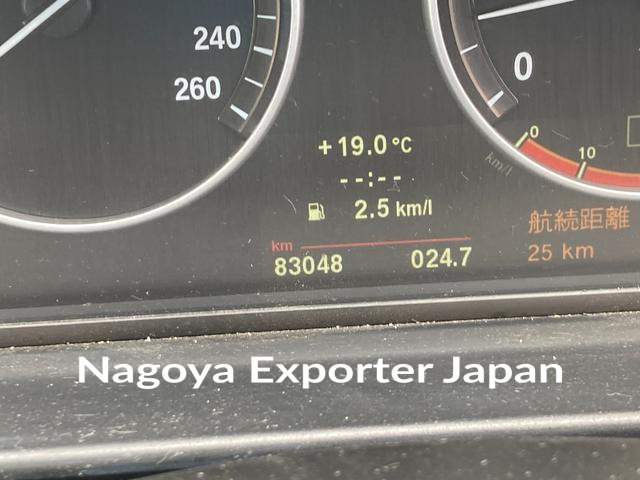 240
260
0
+19.0°C
--:--
0
10
km/l
2.5 km/l
航続距離
25 km
km
83048 024.7
Nagoya Exporter Japan